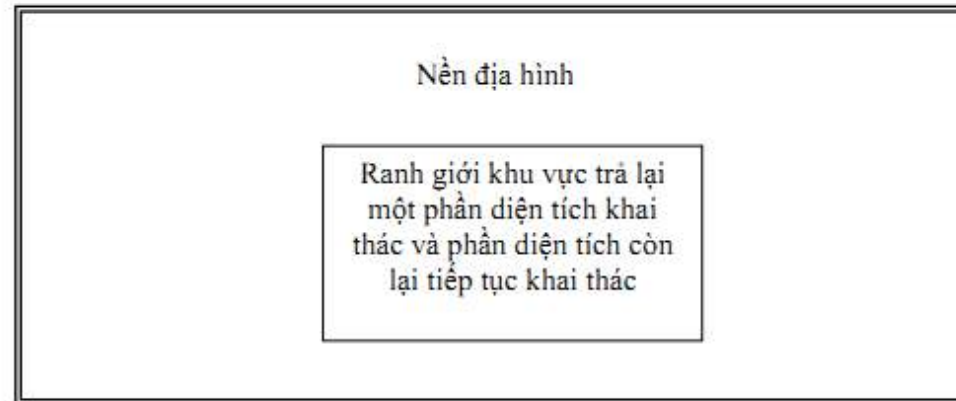 Nền địa hình
Ranh giới khu vực trả lại
một phần diện tích khai
thác và phần diện tích còn
lại tiếp tục khai thác